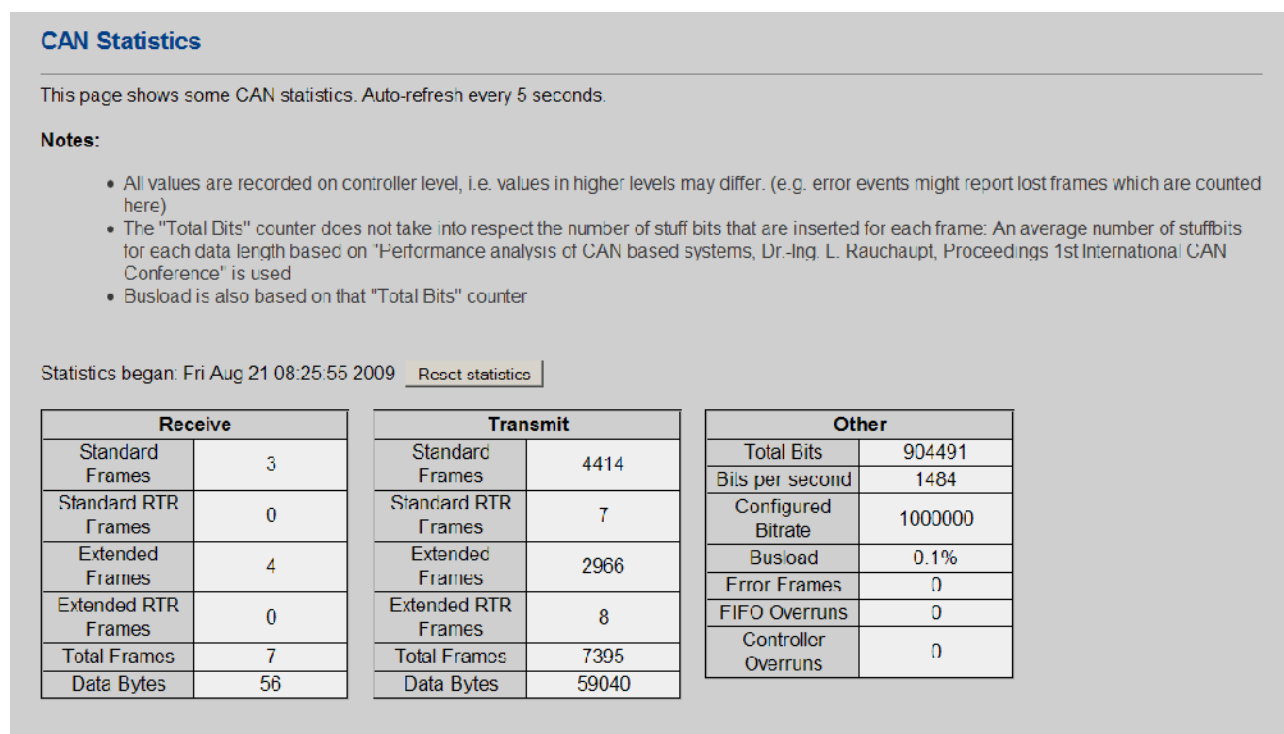 CAN Statistics
This page shows some CAN statistics. Auto-refresh every 5 seconds.
Notes:
• All values are recorded on controller level, i.e. values in higher levels may differ. (e.g. error events might report lost frames which are counted
here)
• The "Total Bits" counter does not take into respect the number of stuff bits that are inserted for each frame: An average number of stuffbits
for each data length based on "Performance analysis of CAN based systems, Dr.-Ing. L. Rauchaupt, Proceedings 1st International CAN
Conference" is used
• Busload is also based on that "Total Bits" counter
Statistics began: Fri Aug 21 08:25:55 2009 Reset statistics
Receive
Standard
Frames 3
Standard RTR
Frames 0
Extended
Frames 4
Extended RTR
Frames 0
Total Frames 7
Data Bytes 56
Transmit
Standard
Frames 4414
Standard RTR
Frames 7
Extended
Frames 2966
Extended RTR
Frames 8
Total Frames 7395
Data Bytes 59040
Other
Total Bits 904491
Bits per second 1484
Configured
Bitrate 1000000
Busload 0.1%
Error Frames 0
FIFO Overruns 0
Controller
Overruns 0